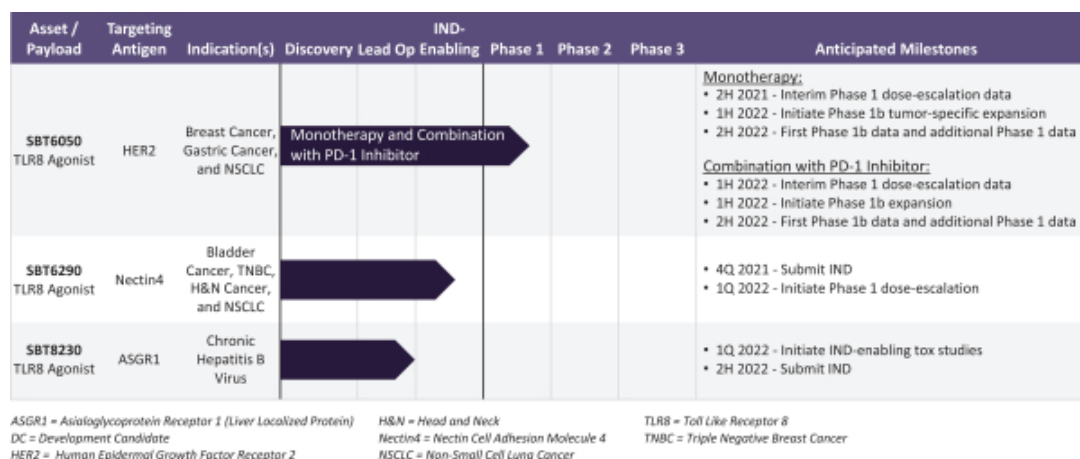 Asset / Payload Targeting Antigen Indication(s) Discovery Lead Op IND-Enabling Phase 1 Phase 2 Phase 3 Anticipated Milestones
SBT6050
TLR8 Agonist
HER2
Breast Cancer,
Gastric Cancer,
and NSCLC
Monotherapy and Combination
with PD-1 Inhibitor
Monotherapy:
• 2H 2021 - Interim Phase 1 dose-escalation data
• 1H 2022 - Initiate Phase 1b tumor-specific expansion
• 2H 2022 - First Phase 1b data and additional Phase 1 data
Combination with PD-1 Inhibitor:
• 1H 2022 - Interim Phase 1 dose-escalation data
• 1H 2022 - Initiate Phase 1b expansion
• 2H 2022 - First Phase 1b data and additional Phase 1 data
SBT6290
TLR8 Agonist
Nectin4
Bladder
Cancer, TNBC,
H&N Cancer,
and NSCLC
• 4Q 2021 - Submit IND
• 1Q 2022 - Initiate Phase 1 dose-escalation
SBT8230
TLR8 Agonist
ASGR1
Chronic
Hepatitis B
Virus
• 1Q 2022 - Initiate IND-enabling tox studies
• 2H 2022 - Submit IND
ASGR1 = Asialoglycoprotein Receptor 1 (Liver Localized Protein)
DC = Development Candidate
HER2 = Human Epidermal Growth Factor Receptor 2
H&N = Head and Neck
Nectin4 = Nectin Cell Adhesion Molecule 4
NSCLC = Non-Small Cell Lung Cancer
TLR8 = Toll Like Receptor 8
TNBC = Triple Negative Breast Cancer